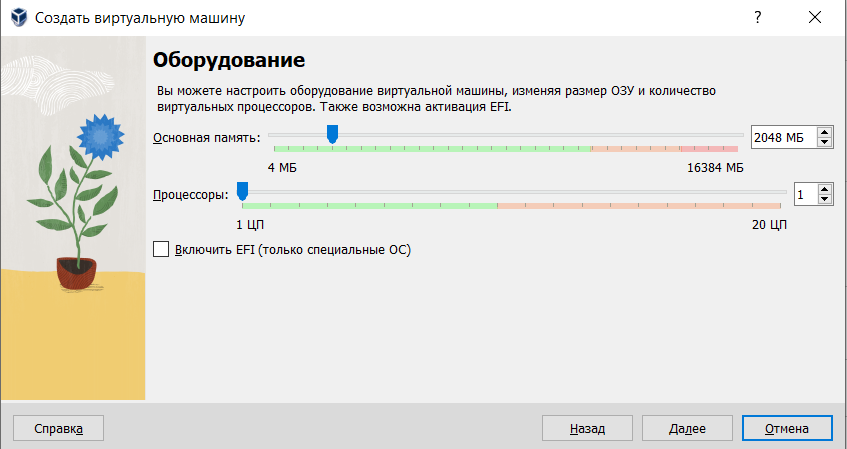 Создать виртуальную машину
?
Оборудование
Вы можете настроить оборудование виртуальной машины, изменяя размер ОЗУ и количество
виртуальных процессоров. Также возможна активация EFI.
Основная память:
2048 МБ
4 МБ
16384 МБ
Процессоры:
1
1 ЦП
20 ЦП
Включить EFI (только специальные ОС)
Справка
Назад
Далее
Отмена